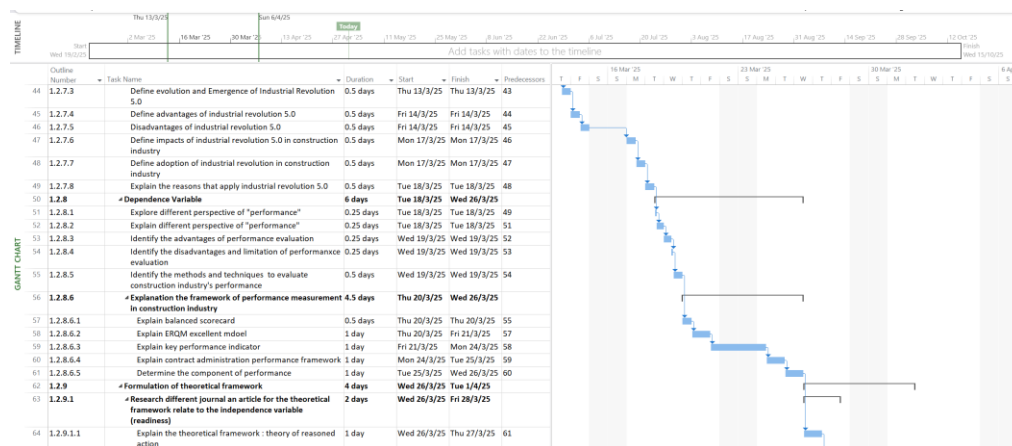 Thu 13/3/25 Sun 6/4/25
Today
TIMELINE
2 Mar '25 16 Mar '25 30 Mar '25 13 Apr '25 27 Apr '25 11 May '25 25 May '25 8 Jun '25 22 Jun '25 6 Jul '25 20 Jul '25 3 Aug '25 17 Aug '25 31 Aug '25 14 Sep '25 28 Sep '25 12 Oct '25
Start
Wed 19/2/25
Add tasks with dates to the timeline
Finish
Wed 15/10/25
GANTT CHART
Outline
Number Task Name Duration Start Finish Predecessors
16 Mar '25 23 Mar '25 30 Mar '25 6 Ap
T F S S M T W T F S S M T W T F S S M T W T F S S
44 1.2.7.3 Define evolution and Emergence of Industrial Revolution 0.5 days Thu 13/3/25 Thu 13/3/25 43
5.0
45 1.2.7.4 Define advantages of industrial revolution 5.0 0.5 days Fri 14/3/25 Fri 14/3/25 44
46 1.2.7.5 Disadvantages of industrial revolution 5.0 0.5 days Fri 14/3/25 Fri 14/3/25 45
47 1.2.7.6 Define impacts of industrial revolution 5.0 in construction 0.5 days Mon 17/3/25 Mon 17/3/25 46
industry
48 1.2.7.7 Define adoption of industrial revolution in construction 0.5 days Mon 17/3/25 Mon 17/3/25 47
industry
49 1.2.7.8 Explain the reasons that apply industrial revolution 5.0 0.5 days Tue 18/3/25 Tue 18/3/25 48
50 1.2.8 Dependence Variable 6 days Tue 18/3/25 Wed 26/3/25
51 1.2.8.1 Explore different perspective of "performance" 0.25 days Tue 18/3/25 Tue 18/3/25 49
52 1.2.8.2 Explain different perspective of "performance" 0.25 days Tue 18/3/25 Tue 18/3/25 51
53 1.2.8.3 Identify the advantages of performance evaluation 0.25 days Wed 19/3/25 Wed 19/3/25 52
54 1.2.8.4 Identify the disadvantages and limitation of performanxce 0.25 days Wed 19/3/25 Wed 19/3/25 53
evaluation
55 1.2.8.5 Identify the methods and techniques to evaluate 0.5 days Wed 19/3/25 Wed 19/3/25 54
construction industry's performance
56 1.2.8.6 Explanation the framework of performance measurement 4.5 days Thu 20/3/25 Wed 26/3/25
in construction industry
57 1.2.8.6.1 Explain balanced scorecard 0.5 days Thu 20/3/25 Thu 20/3/25 55
58 1.2.8.6.2 Explain ERQM excellent mdoel 1 day Thu 20/3/25 Fri 21/3/25 57
59 1.2.8.6.3 Explain key performance indicator 1 day Fri 21/3/25 Mon 24/3/25 58
60 1.2.8.6.4 Explain contract administration performance framework 1 day Mon 24/3/25 Tue 25/3/25 59
61 1.2.8.6.5 Determine the component of performance 1 day Tue 25/3/25 Wed 26/3/25 60
62 1.2.9 Formulation of theoretical framework 4 days Wed 26/3/25 Tue 1/4/25
63 1.2.9.1 Research different journal an article for the theoretical 2 days Wed 26/3/25 Fri 28/3/25
framework relate to the independence variable
(readiness)
64 1.2.9.1.1 Explain the theoretical framework : theory of reasoned 1 day Wed 26/3/25 Thu 27/3/25 61
action